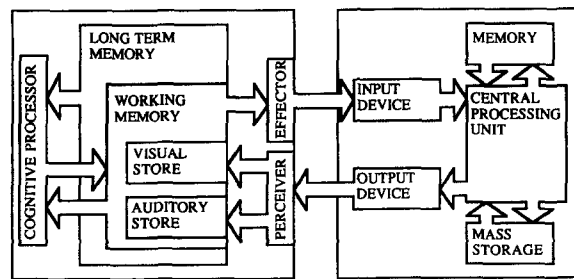 COGNITIVE PROCESSOR
LONG TERM
MEMORY
WORKING
MEMORY
VISUAL
STORE
AUDITORY
STORE
EFFECTOR
PERCEIVER
INPUT
DEVICE
OUTPUT
DEVICE
MEMORY
CENTRAL
PROCESSING
UNIT
MASS
STORAGE